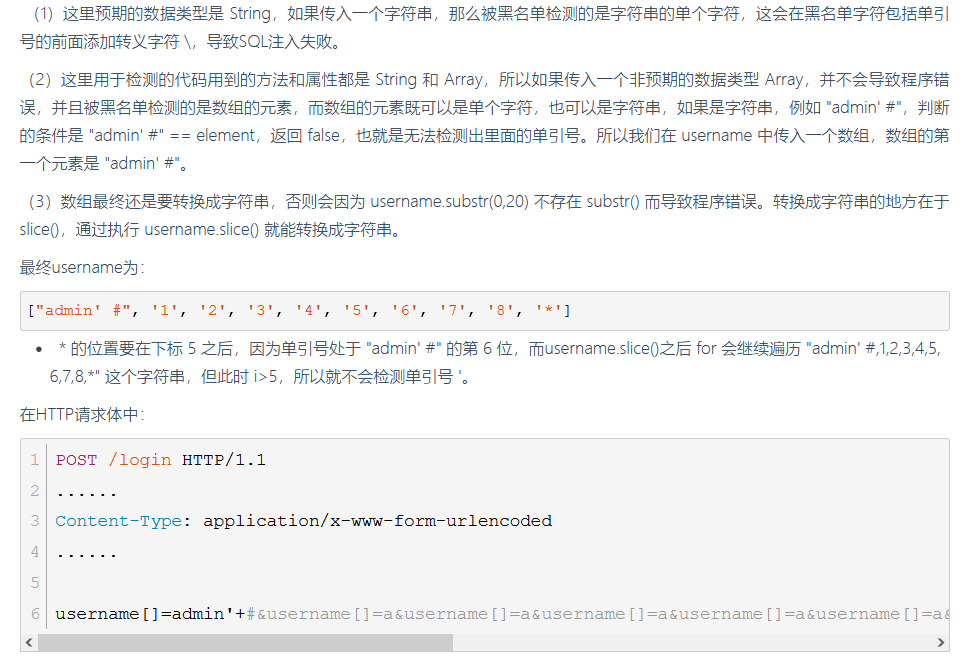 （1）这里预期的数据类型是 String，如果传入一个字符串，那么被黑名单检测的是字符串的单个字符，这会在黑名单字符包括单引
号的前面添加转义字符 \，导致SQL注入失败。
（2）这里用于检测的代码用到的方法和属性都是 String 和 Array，所以如果传入一个非预期的数据类型 Array，并不会导致程序错
误，并且被黑名单检测的是数组的元素，而数组的元素既可以是单个字符，也可以是字符串，如果是字符串，例如 "admin' #"，判断
的条件是 "admin' #" == element，返回 false，也就是无法检测出里面的单引号。所以我们在 username 中传入一个数组，数组的第
一个元素是 "admin' #"。
（3）数组最终还是要转换成字符串，否则会因为 username.substr(0,20) 不存在 substr() 而导致程序错误。转换成字符串的地方在于
slice()，通过执行 username.slice() 就能转换成字符串。
最终username为：
["admin' #", '1', '2', '3', '4', '5', '6', '7', '8', '*']
• * 的位置要在下标 5 之后，因为单引号处于 "admin' #" 的第 6 位，而username.slice()之后 for 会继续遍历 "admin' #,1,2,3,4,5,
6,7,8,*" 这个字符串，但此时 i>5，所以就不会检测单引号 '。
在HTTP请求体中：
1 POST /login HTTP/1.1
2 ......
3 Content-Type: application/x-www-form-urlencoded
4 ......
5
6 username[]=admin'+#&username[]=a&username[]=a&username[]=a&username[]=a&username[]=a&